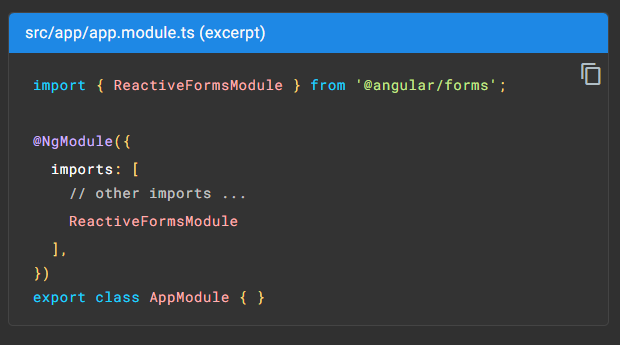 src/app/app.module.ts (excerpt)
import { ReactiveFormsModule } from '@angular/forms';
@NgModule({
imports: [
// other imports ...
ReactiveFormsModule
],
})
export class AppModule { }